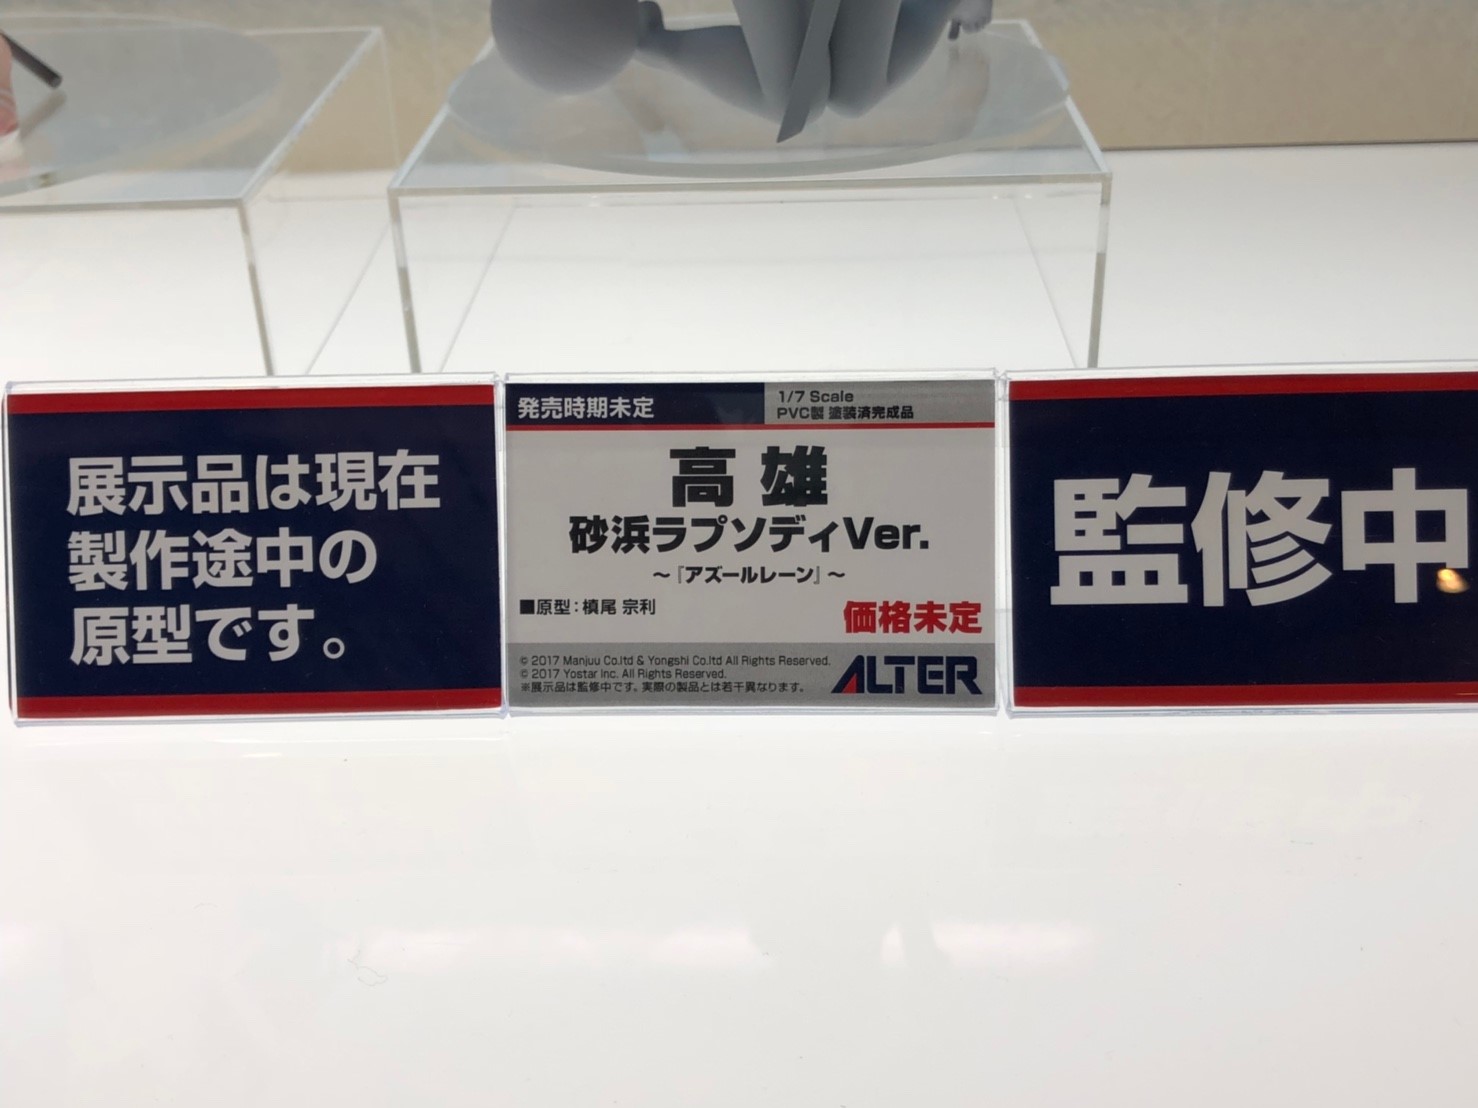 展示品は現在
製作途中の
原型です。
発売時期未定
1/7 Scale
PVC製 塗装済完成品
高雄
砂浜ラプソディVer.
～『アズールレーン』～
■原型：槙尾 宗利
価格未定
© 2017 Manjuu Co.ltd & Yongshi Co.ltd All Rights Reserved.
© 2017 Yostar Inc. All Rights Reserved.
※展示品は監修中です。実際の製品とは若干異なります。
ALTER
監修中